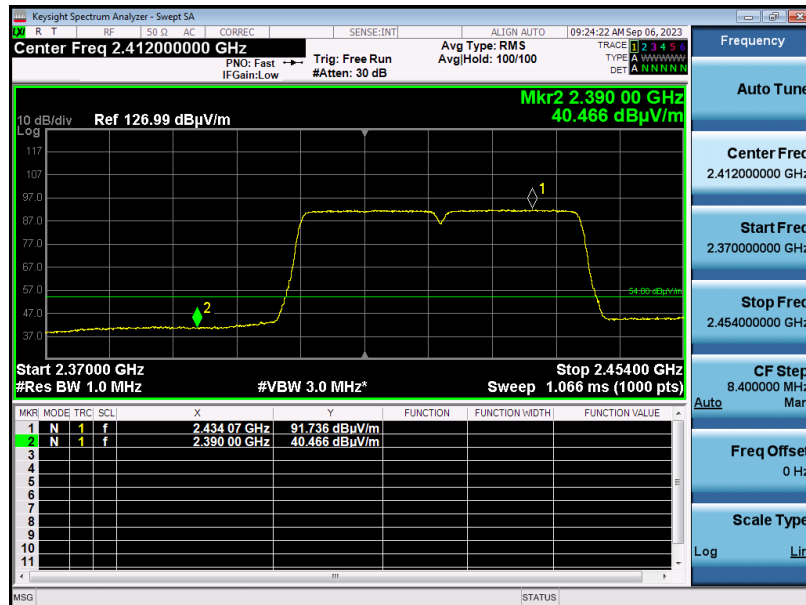 Keysight Spectrum Analyzer - Swept SA
LXI R T RF 50 Ω AC CORREC SENSE:INT ALIGN AUTO 09:24:22 AM Sep 06, 2023
Center Freq 2.412000000 GHz
PNO: Fast
IFGain:Low
Trig: Free Run
#Atten: 30 dB
Avg Type: RMS
Avg|Hold: 100/100
TRACE 1 2 3 4 5 6
TYPE A WWWWW
DET A N N N N N
Mkr2 2.390 00 GHz
40.466 dBµV/m
10 dB/div Ref 126.99 dBµV/m
Log
117
107
97.0
87.0
77.0
67.0
57.0
47.0
37.0
1
2
54.00 dBµV/m
Start 2.37000 GHz Stop 2.45400 GHz
#Res BW 1.0 MHz #VBW 3.0 MHz* Sweep 1.066 ms (1000 pts)
MKR MODE TRC SCL X Y FUNCTION FUNCTION WIDTH FUNCTION VALUE
1 N 1 f 2.434 07 GHz 91.736 dBµV/m
2 N 1 f 2.390 00 GHz 40.466 dBµV/m
3
4
5
6
7
8
9
10
11
MSG STATUS
Frequency
Auto Tune
Center Freq
2.412000000 GHz
Start Freq
2.370000000 GHz
Stop Freq
2.454000000 GHz
CF Step
8.400000 MHz
Auto Man
Freq Offset
0 Hz
Scale Type
Log Lin